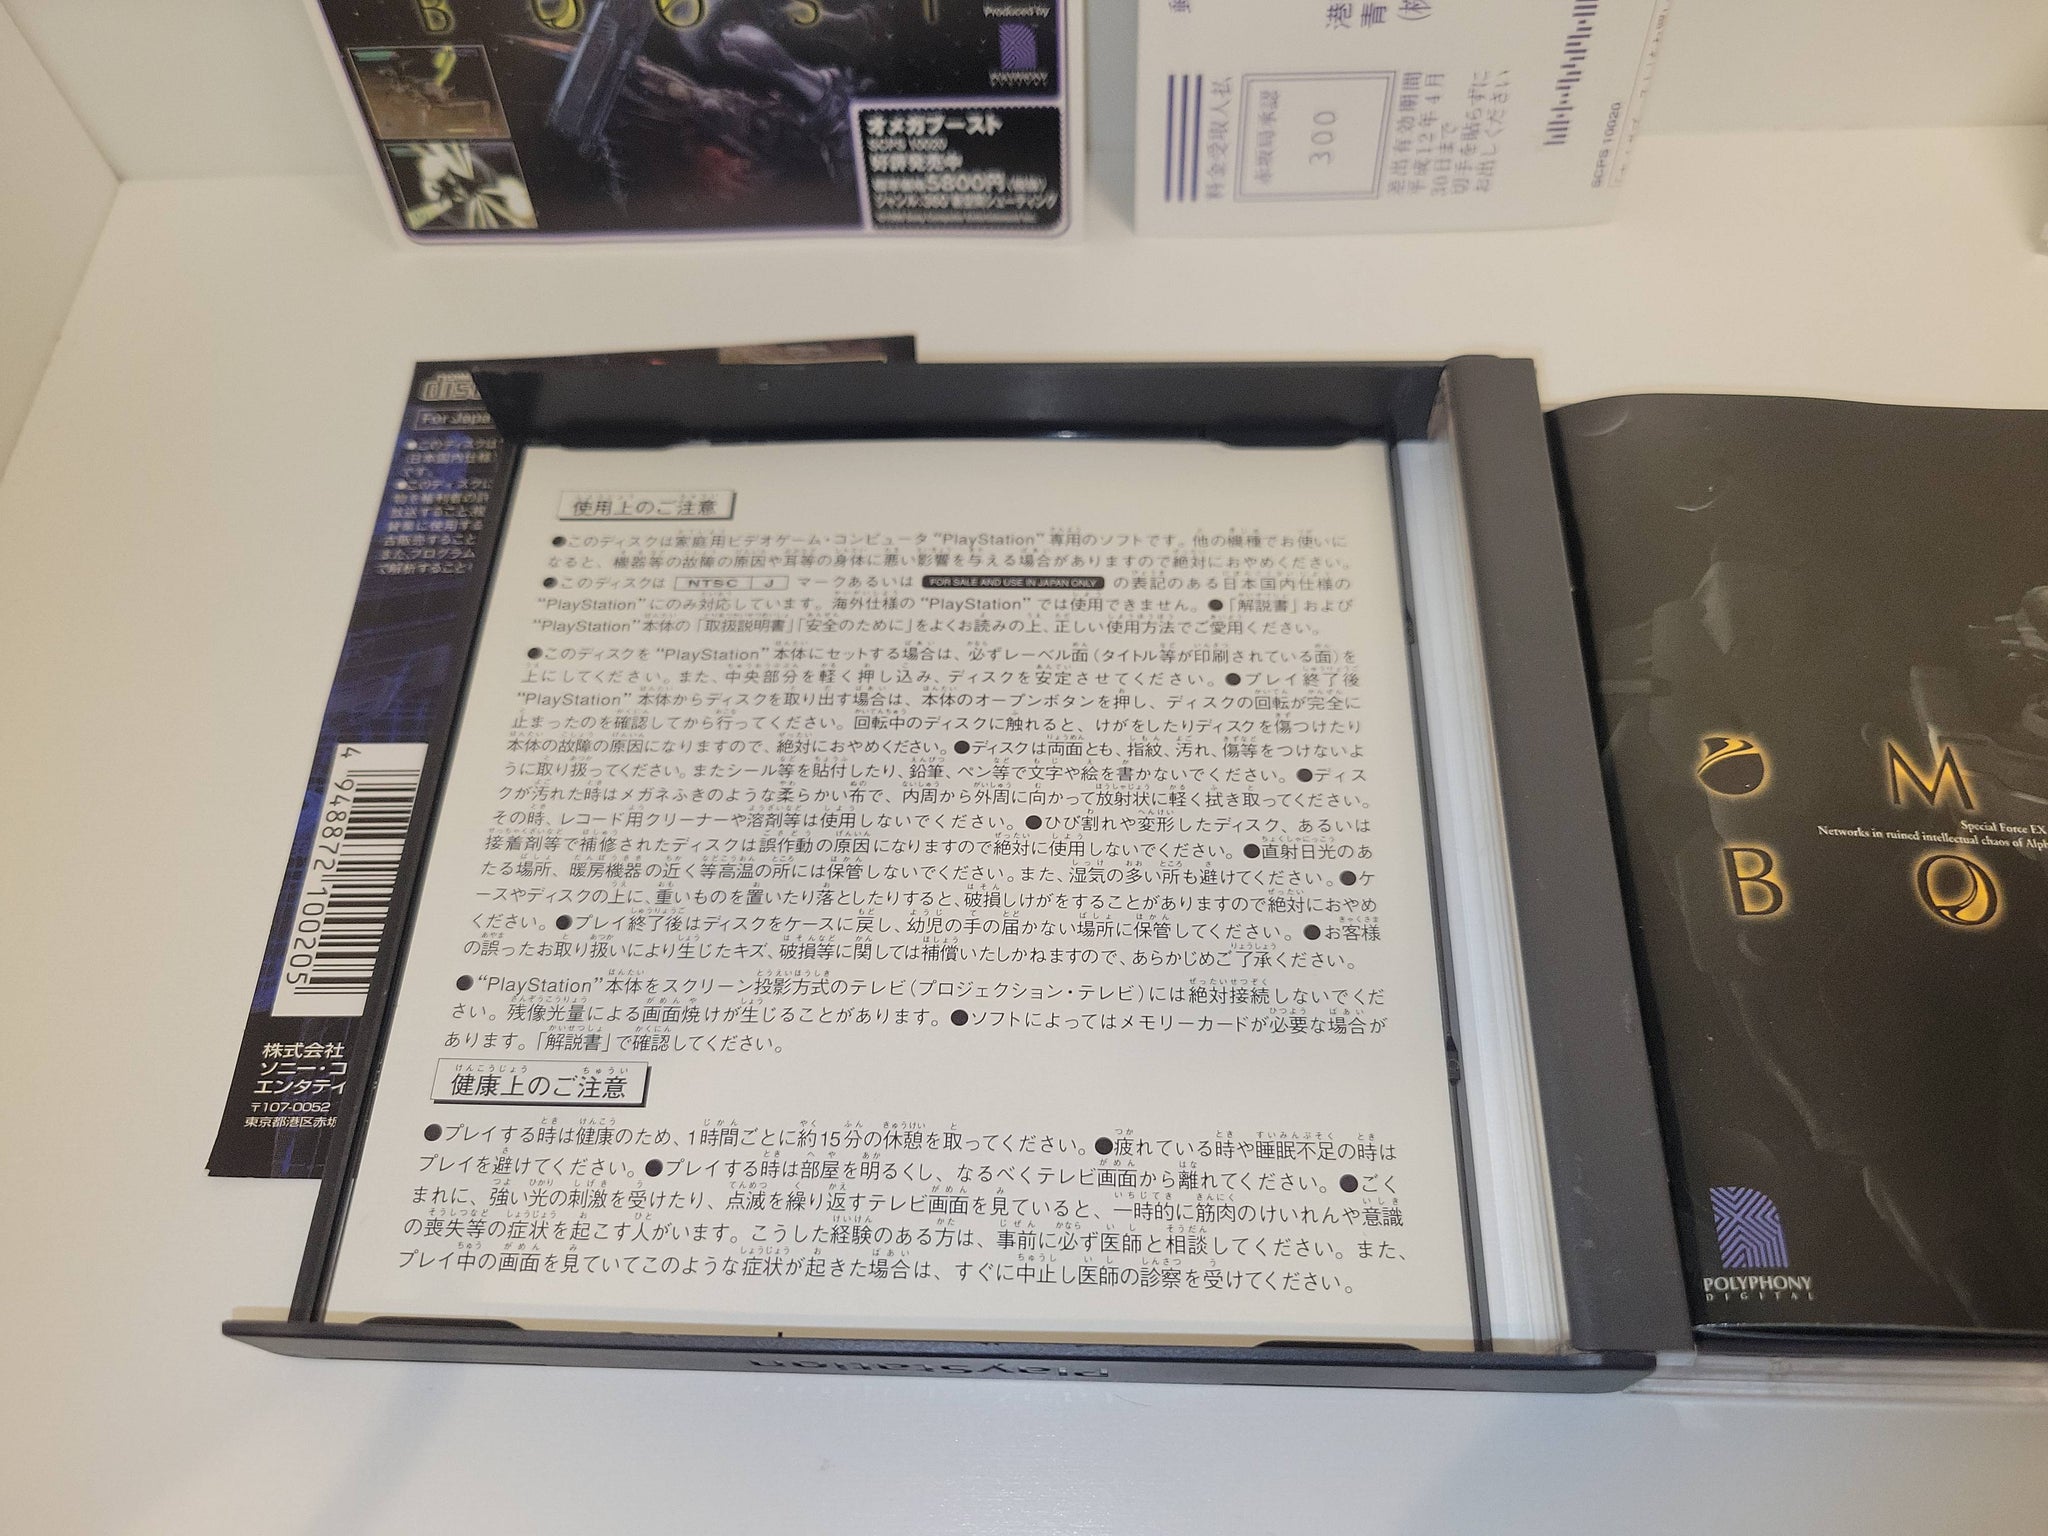 B O O S T
Produced by
POLYPHONY
オメガブースト
SCPS 10020
好評発売中
標準価格5800円(税抜)
ジャンル:360°
シューティング
港
青
料金受取人払
赤坂局承認
300
差出有効期間
平成12年4月
30日まで
切手を貼らずに
お出しください
SCPS 10020
For Japa
●このディスクは
日本国内仕様
です。
●このディスクに
4 948872 100205
株式会社
ソニー・コ
エンタテイ
〒107-0052
東京都港区赤坂
使用上のご注意
●このディスクは家庭用ビデオゲーム・コンピュータ“PlayStation”専用のソフトです。他の機種でお使いに
なると、機器等の故障の原因や耳等の身体に悪い影響を与える場合がありますので絶対におやめください。
●このディスクは NTSC J マークあるいは FOR SALE AND USE IN JAPAN ONLY の表記のある日本国内仕様の
“PlayStation”にのみ対応しています。海外仕様の“PlayStation”では使用できません。●「解説書」および
“PlayStation”本体の「取扱説明書」「安全のために」をよくお読みの上、正しい使用方法でご愛用ください。
●このディスクを“PlayStation”本体にセットする場合は、必ずレーベル面(タイトル等が印刷されている面)を
上にしてください。また、中央部分を軽く押し込み、ディスクを安定させてください。●プレイ終了後
“PlayStation”本体からディスクを取り出す場合は、本体のオープンボタンを押し、ディスクの回転が完全に
止まったのを確認してから行ってください。回転中のディスクに触れると、けがをしたりディスクを傷つけたり
本体の故障の原因になりますので、絶対におやめください。●ディスクは両面とも、指紋、汚れ、傷等をつけないよ
うに取り扱ってください。またシール等を貼付したり、鉛筆、ペン等で文字や絵を書かないでください。●ディス
クが汚れた時はメガネふきのような柔らかい布で、内周から外周に向かって放射状に軽く拭き取ってください。
その時、レコード用クリーナーや溶剤等は使用しないでください。●ひび割れや変形したディスク、あるいは
接着剤等で補修されたディスクは誤作動の原因になりますので絶対に使用しないでください。●直射日光のあ
たる場所、暖房機器の近く等高温の所には保管しないでください。また、湿気の多い所も避けてください。●ケ
ースやディスクの上に、重いものを置いたり落としたりすると、破損しけがをすることがありますので絶対におやめ
ください。●プレイ終了後はディスクをケースに戻し、幼児の手の届かない場所に保管してください。●お客様
の誤ったお取り扱いにより生じたキズ、破損等に関しては補償いたしかねますので、あらかじめご了承ください。
●“PlayStation”本体をスクリーン投影方式のテレビ(プロジェクション・テレビ)には絶対接続しないでくだ
さい。残像光量による画面焼けが生じることがあります。●ソフトによってはメモリーカードが必要な場合が
あります。「解説書」で確認してください。
健康上のご注意
●プレイする時は健康のため、1時間ごとに約15分の休憩を取ってください。●疲れている時や睡眠不足の時は
プレイを避けてください。●プレイする時は部屋を明るくし、なるべくテレビ画面から離れてください。●ごく
まれに、強い光の刺激を受けたり、点滅を繰り返すテレビ画面を見ていると、一時的に筋肉のけいれんや意識
の喪失等の症状を起こす人がいます。こうした経験のある方は、事前に必ず医師と相談してください。また、
プレイ中の画面を見ていてこのような症状が起きた場合は、すぐに中止し医師の診察を受けてください。
PlayStation
O M
Special Force EX
Networks in ruined intellectual chaos of Alph
B O
POLYPHONY
DIGITAL